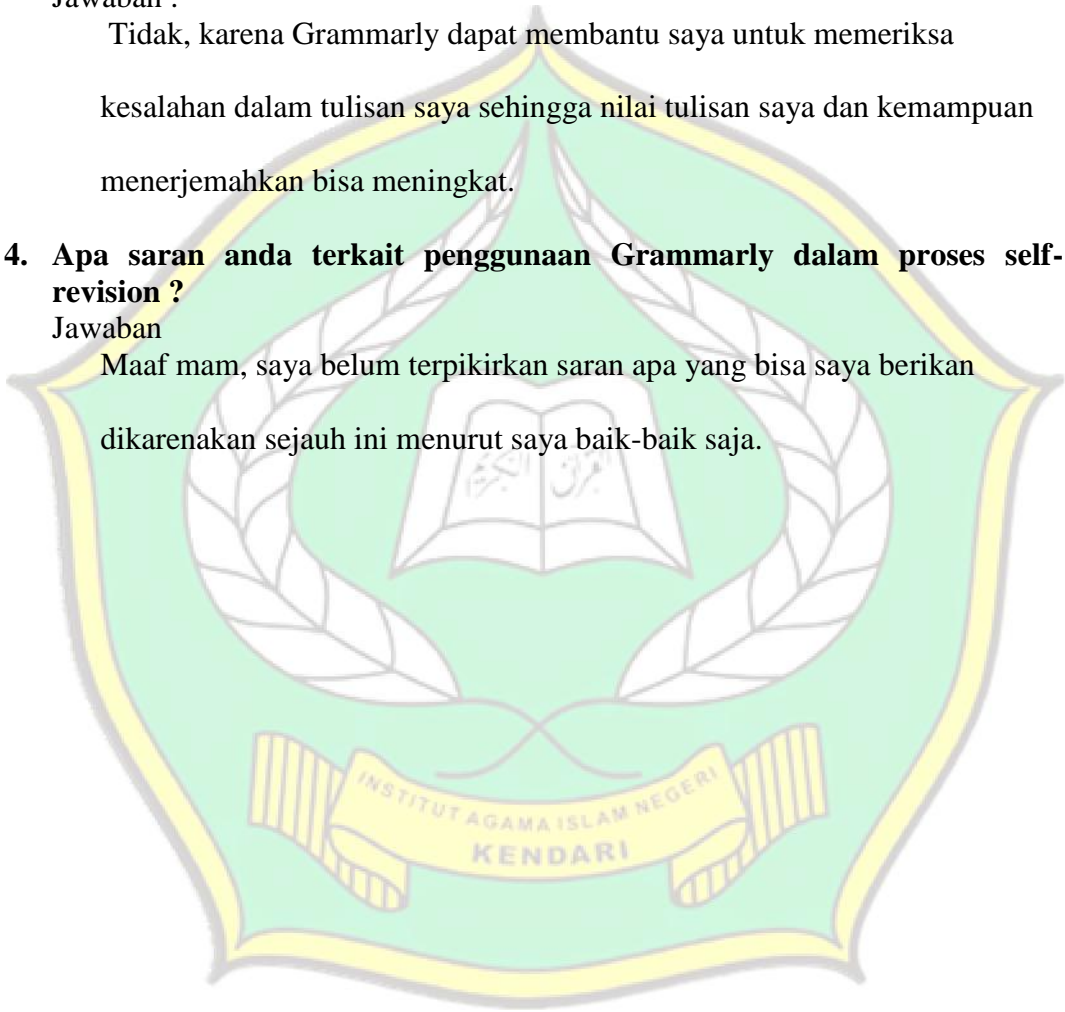 Jawaban :
Tidak, karena Grammarly dapat membantu saya untuk memeriksa
kesalahan dalam tulisan saya sehingga nilai tulisan saya dan kemampuan
menerjemahkan bisa meningkat.
4. Apa saran anda terkait penggunaan Grammarly dalam proses self-
revision ?
Jawaban
Maaf mam, saya belum terpikirkan saran apa yang bisa saya berikan
dikarenakan sejauh ini menurut saya baik-baik saja.
القرآن الكريم
INSTITUT AGAMA ISLAM NEGERI
KENDARI